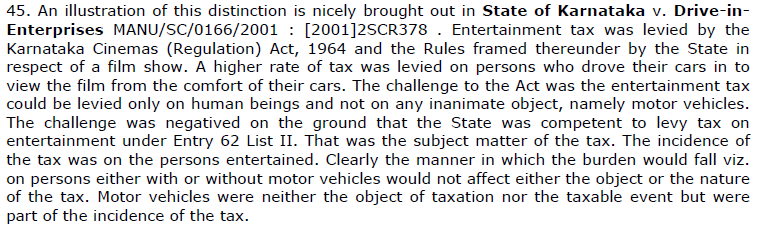 45. An illustration of this distinction is nicely brought out in State of Karnataka v. Drive-in-
Enterprises MANU/SC/0166/2001 : [2001]2SCR378 . Entertainment tax was levied by the
Karnataka Cinemas (Regulation) Act, 1964 and the Rules framed thereunder by the State in
respect of a film show. A higher rate of tax was levied on persons who drove their cars in to
view the film from the comfort of their cars. The challenge to the Act was the entertainment tax
could be levied only on human beings and not on any inanimate object, namely motor vehicles.
The challenge was negatived on the ground that the State was competent to levy tax on
entertainment under Entry 62 List II. That was the subject matter of the tax. The incidence of
the tax was on the persons entertained. Clearly the manner in which the burden would fall viz.
on persons either with or without motor vehicles would not affect either the object or the nature
of the tax. Motor vehicles were neither the object of taxation nor the taxable event but were
part of the incidence of the tax.